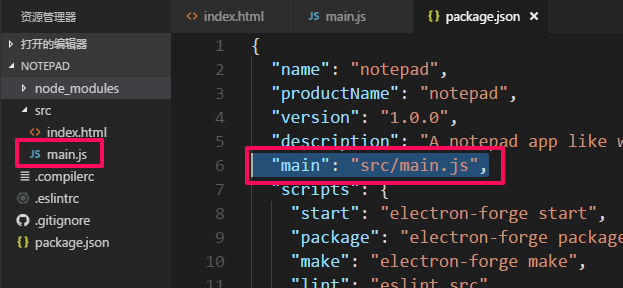 资源管理器
打开的编辑器
NOTEPAD
node_modules
src
index.html
JS main.js
.compilerc
.eslintrc
.gitignore
{} package.json
<> index.html
JS main.js
{} package.json ×
1 {
2 "name": "notepad",
3 "productName": "notepad",
4 "version": "1.0.0",
5 "description": "A notepad app like
6 "main": "src/main.js",
7 "scripts": {
8 "start": "electron-forge start",
9 "package": "electron-forge package
10 "make": "electron-forge make",
11 "lint": "eslint src